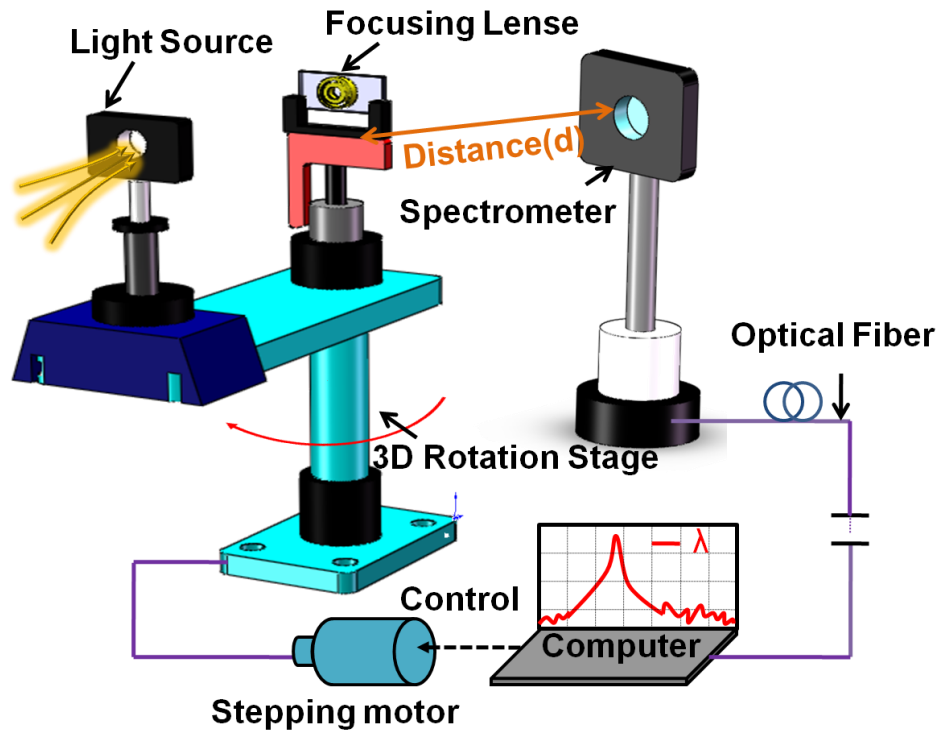 Focusing Lense
Light Source
Distance(d)
Spectrometer
Optical Fiber
3D Rotation Stage
λ
Control
Computer
Stepping motor